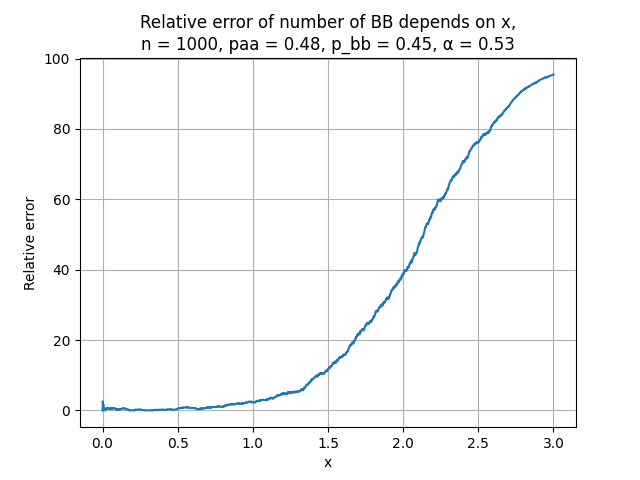 Relative error of number of BB depends on x,
n = 1000, paa = 0.48, p_bb = 0.45, α = 0.53
100
80
60
40
20
0
Relative error
0.0 0.5 1.0 1.5 2.0 2.5 3.0
x